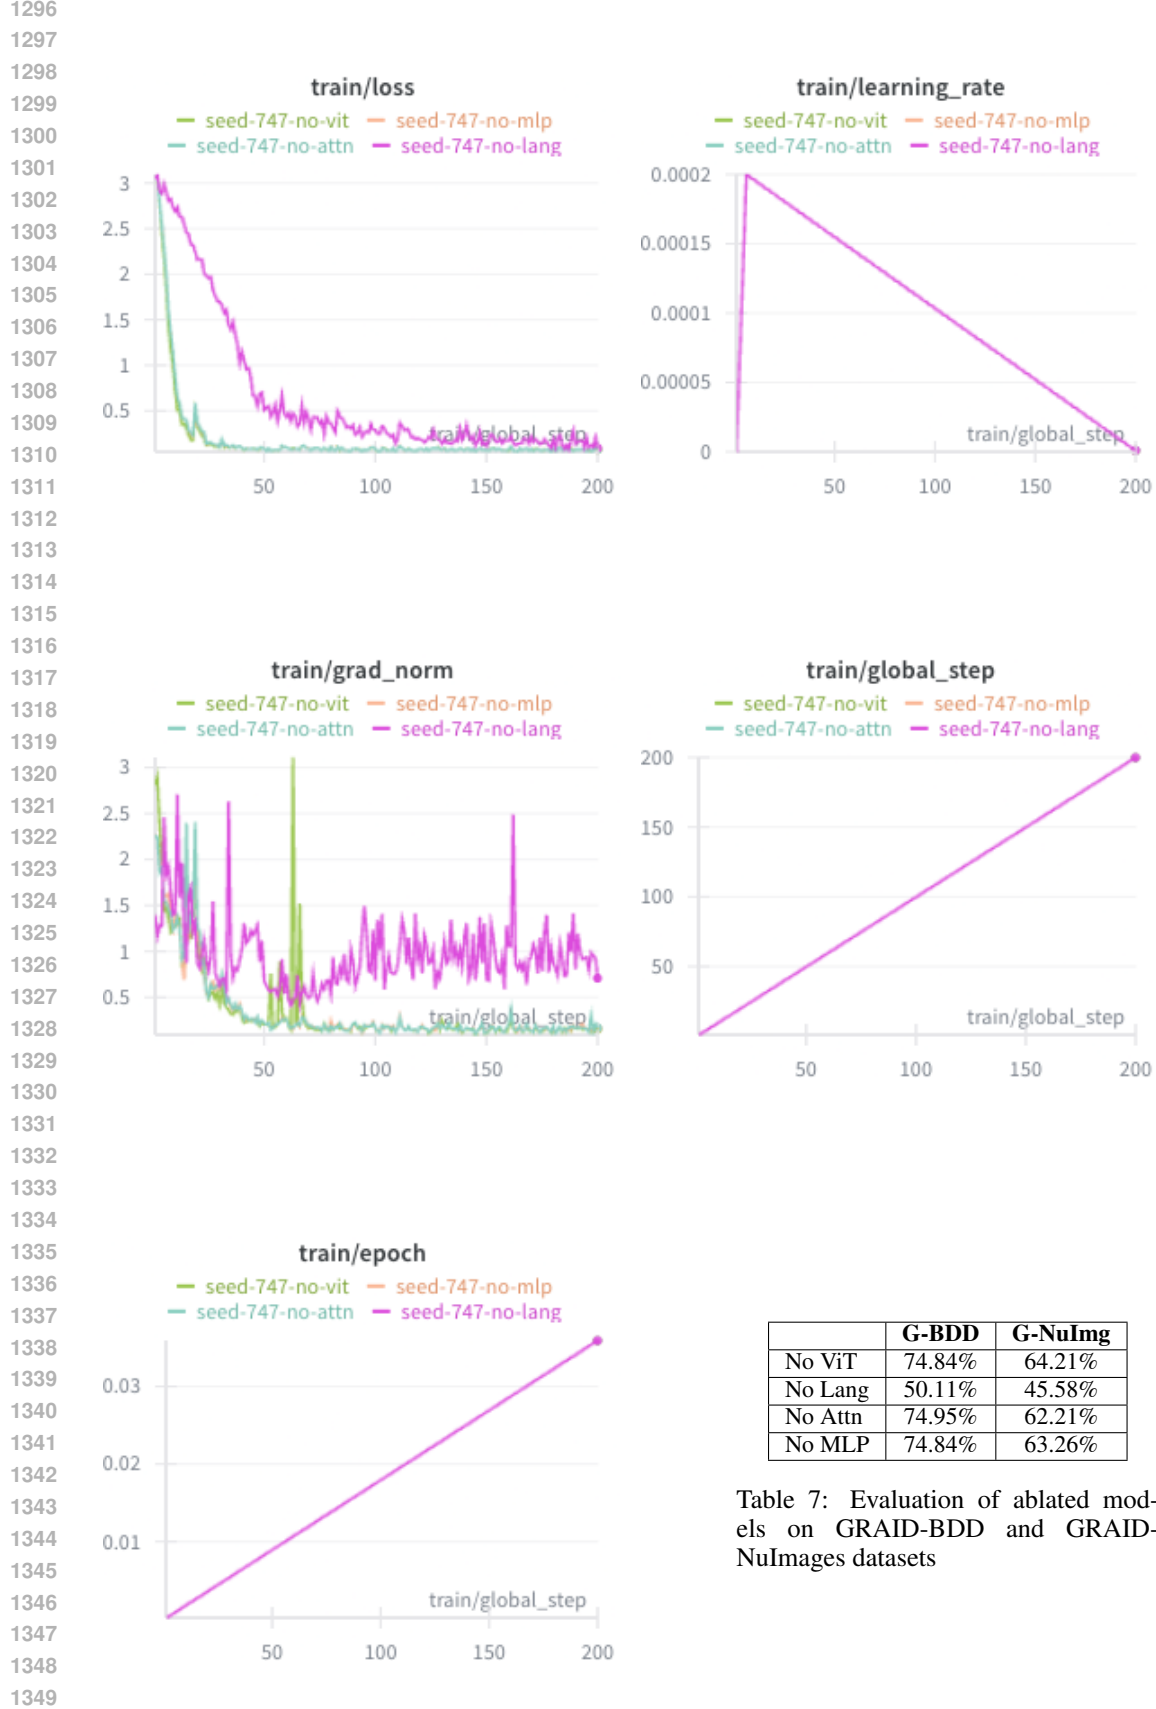 1296
1297
1298
1299
1300
1301
1302
1303
1304
1305
1306
1307
1308
1309
1310
1311
1312
1313
1314
1315
1316
1317
1318
1319
1320
1321
1322
1323
1324
1325
1326
1327
1328
1329
1330
1331
1332
1333
1334
1335
1336
1337
1338
1339
1340
1341
1342
1343
1344
1345
1346
1347
1348
1349
train/loss
seed-747-no-vit seed-747-no-mlp
seed-747-no-attn seed-747-no-lang
3
2.5
2
1.5
1
0.5
train/global_step
50 100 150 200
train/learning_rate
seed-747-no-vit seed-747-no-mlp
seed-747-no-attn seed-747-no-lang
0.0002
0.00015
0.0001
0.00005
0
train/global_step
50 100 150 200
train/grad_norm
seed-747-no-vit seed-747-no-mlp
seed-747-no-attn seed-747-no-lang
3
2.5
2
1.5
1
0.5
train/global_step
50 100 150 200
train/global_step
seed-747-no-vit seed-747-no-mlp
seed-747-no-attn seed-747-no-lang
200
150
100
50
train/global_step
50 100 150 200
train/epoch
seed-747-no-vit seed-747-no-mlp
seed-747-no-attn seed-747-no-lang
0.03
0.02
0.01
train/global_step
50 100 150 200
G-BDD G-NuImg
No ViT 74.84% 64.21%
No Lang 50.11% 45.58%
No Attn 74.95% 62.21%
No MLP 74.84% 63.26%
Table 7: Evaluation of ablated mod-
els on GRAID-BDD and GRAID-
NuImages datasets